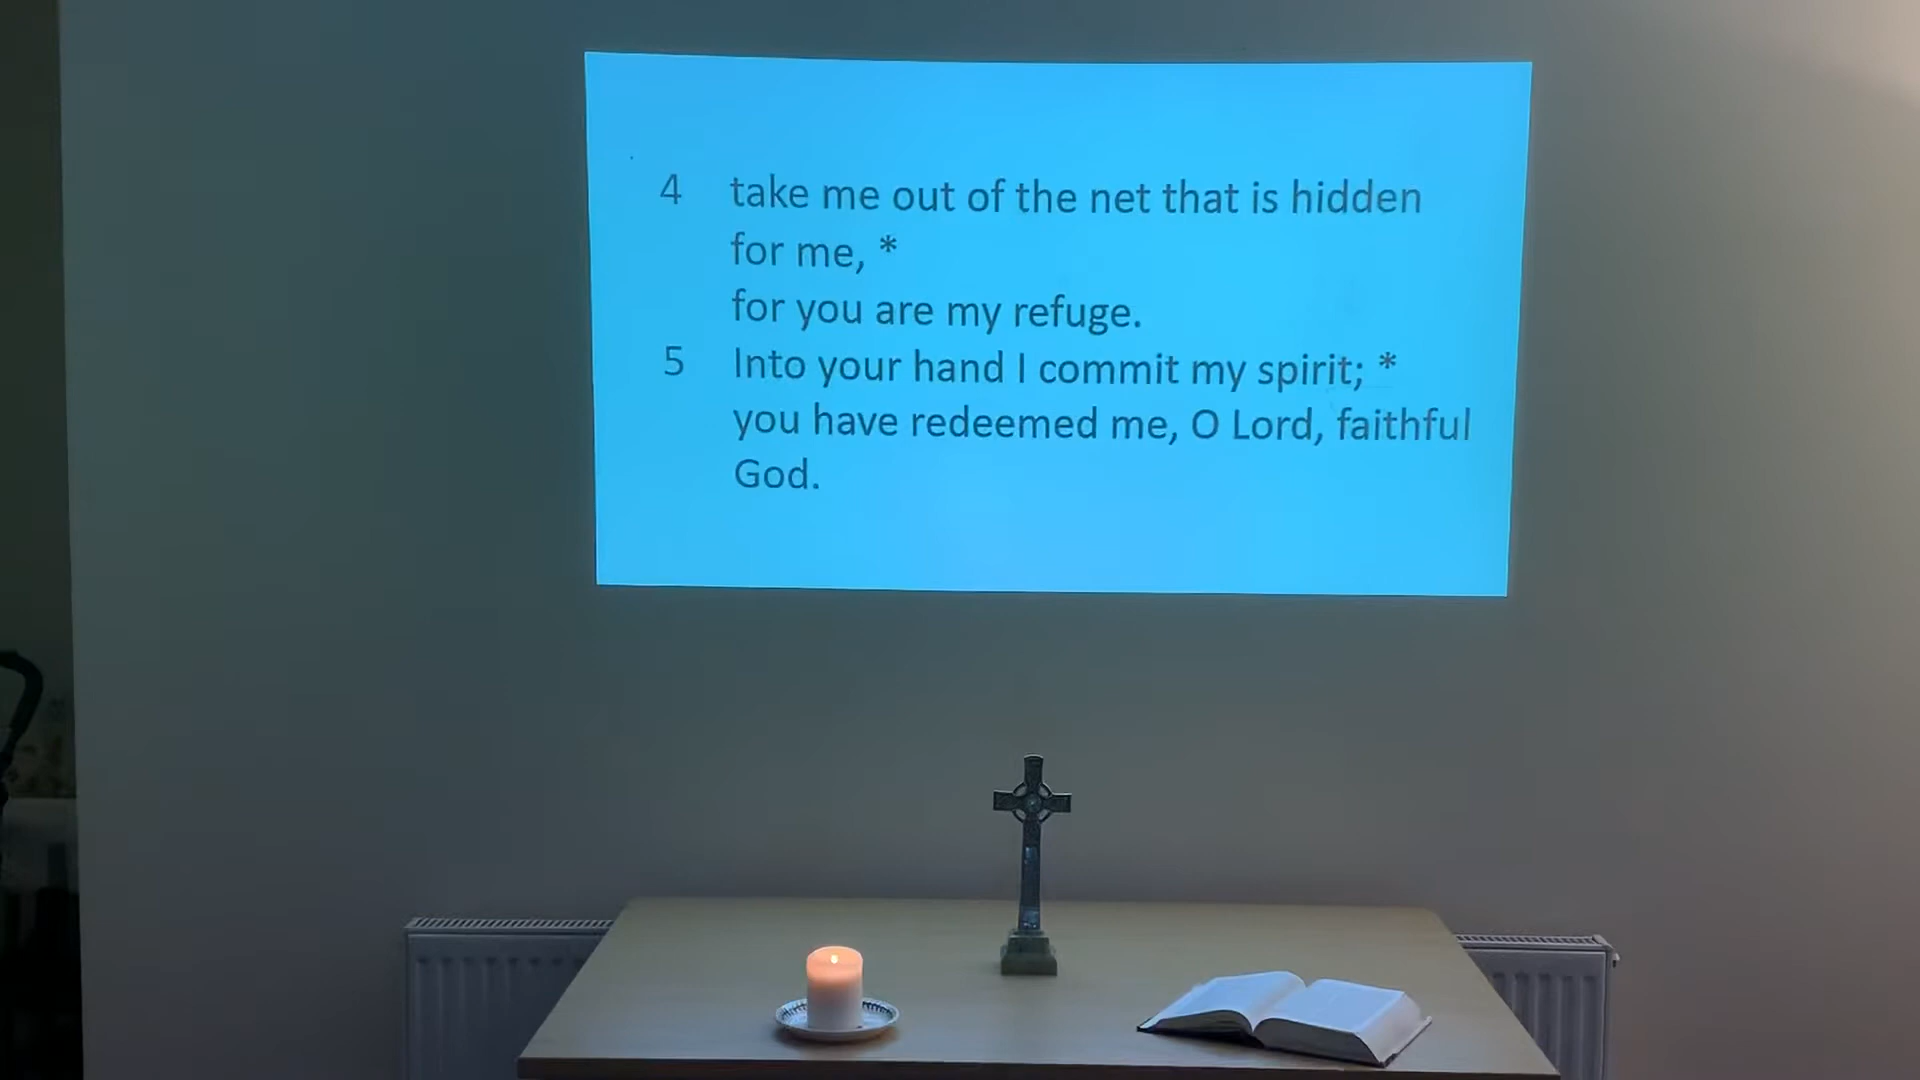 4 take me out of the net that is hidden
for me, *
for you are my refuge.
5 Into your hand I commit my spirit; *
you have redeemed me, O Lord, faithful
God.